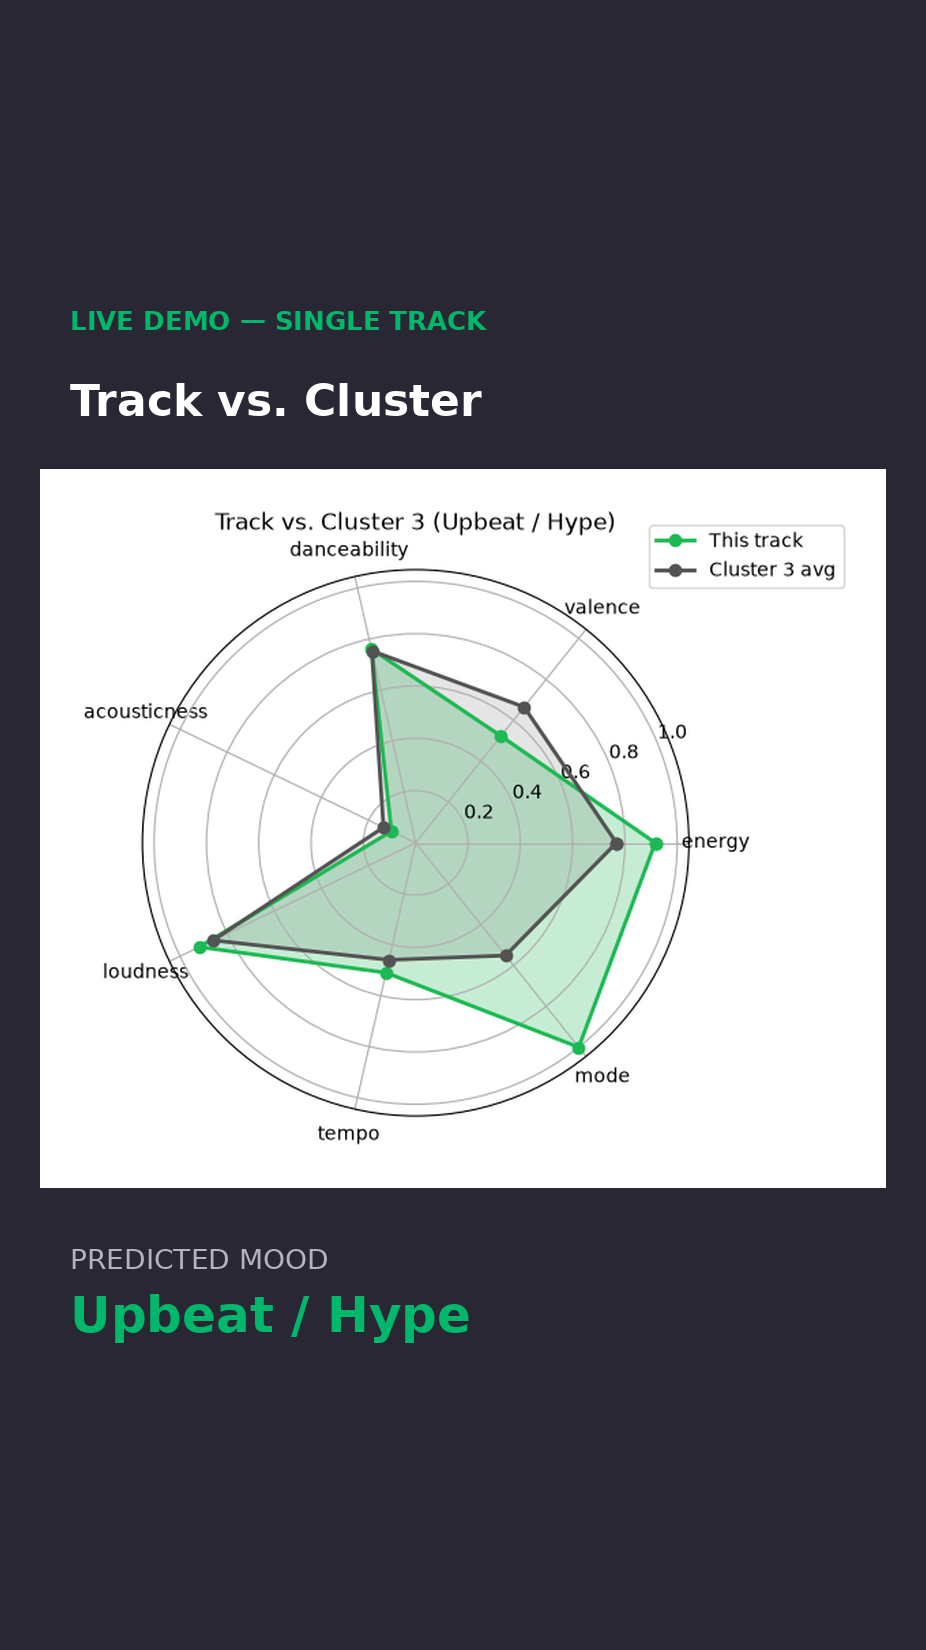 LIVE DEMO — SINGLE TRACK
Track vs. Cluster
Track vs. Cluster 3 (Upbeat / Hype)
This track
Cluster 3 avg
danceability
valence
acousticness
1.0
0.8
0.6
0.4
0.2
energy
loudness
mode
tempo
PREDICTED MOOD
Upbeat / Hype